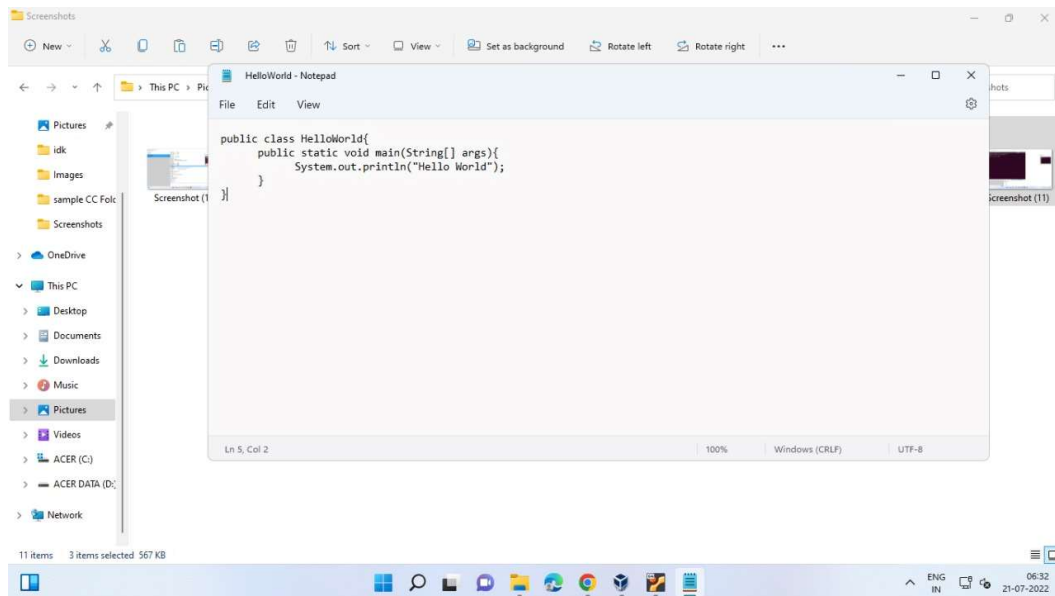 Screenshots
New
Sort
View
Set as background
Rotate left
Rotate right
This PC
HelloWorld - Notepad
File Edit View
public class HelloWorld{
public static void main(String[] args){
System.out.println("Hello World");
}
}
Ln 5, Col 2
100%
Windows (CRLF)
UTF-8
Pictures
idk
Images
sample CC Folc
Screenshots
OneDrive
This PC
Desktop
Documents
Downloads
Music
Pictures
Videos
ACER (C:)
ACER DATA (D:
Network
Screenshot (1
Screenshot (11)
11 items 3 items selected 567 KB
ENG
IN
06:32
21-07-2022